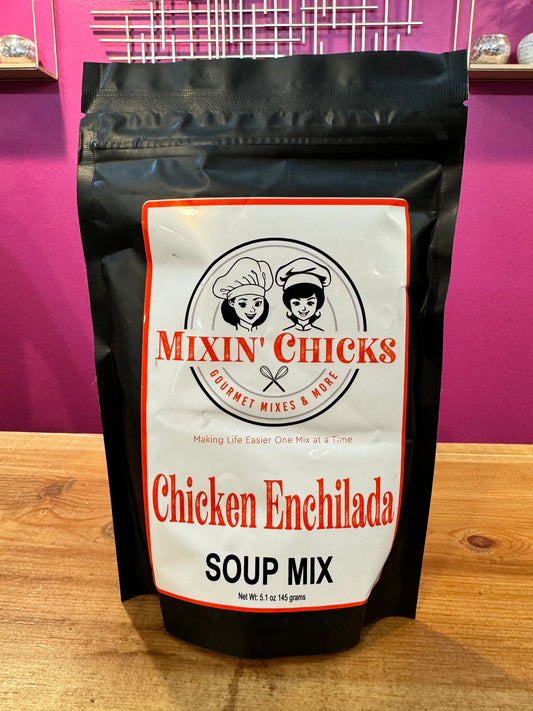 MIXIN' CHICKS
GOURMET MIXES & MORE
Making Life Easier One Mix at a Time
Chicken Enchilada
SOUP MIX
Net Wt: 5.1 oz 145 grams